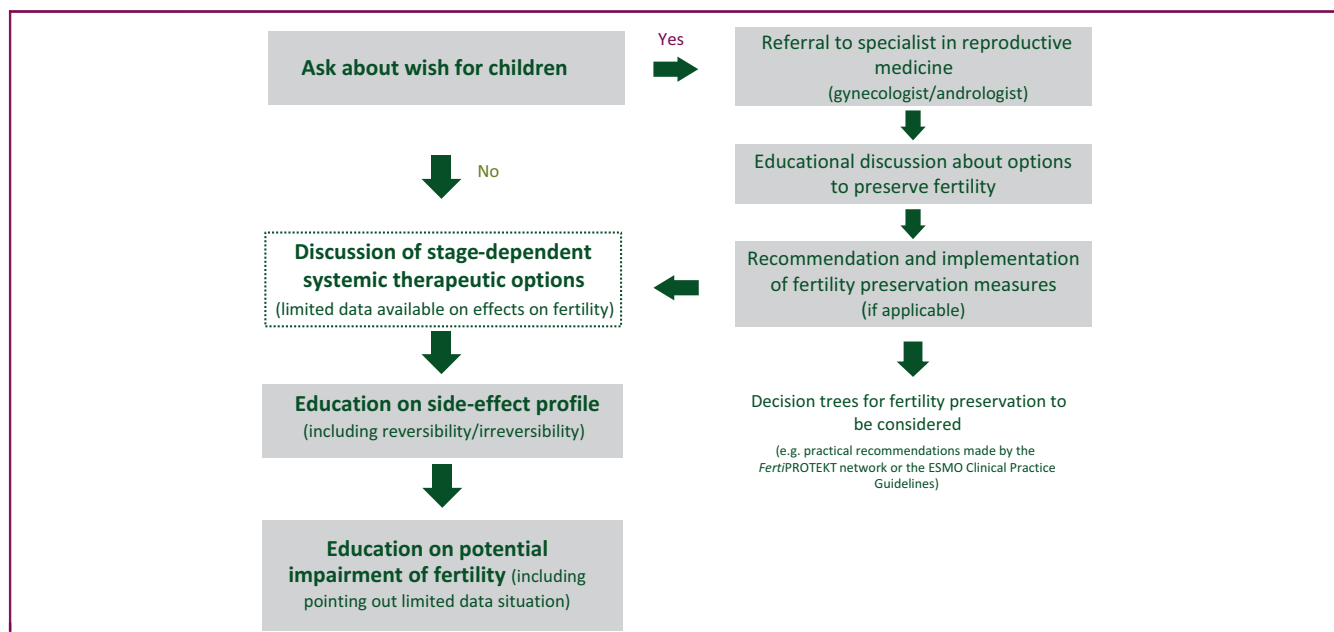 Ask about wish for children
Yes
Referral to specialist in reproductive
medicine
(gynecologist/andrologist)
No
Educational discussion about options
to preserve fertility
Discussion of stage-dependent
systemic therapeutic options
(limited data available on effects on fertility)
Recommendation and implementation
of fertility preservation measures
(if applicable)
Education on side-effect profile
(including reversibility/irreversibility)
Decision trees for fertility preservation to
be considered
(e.g. practical recommendations made by the
FertiPROTEKT network or the ESMO Clinical Practice
Guidelines)
Education on potential
impairment of fertility (including
pointing out limited data situation)